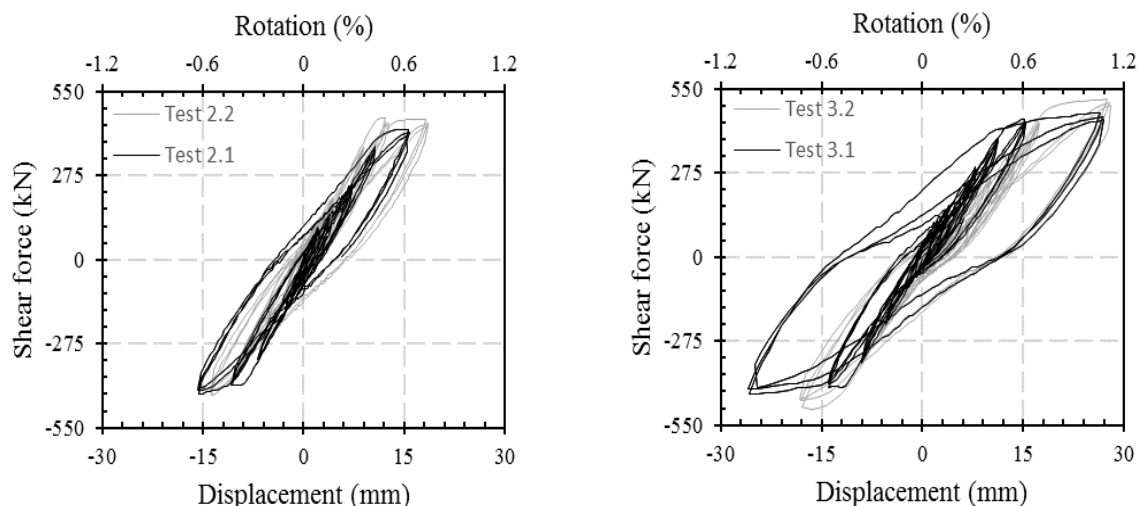 Rotation (%)
-1.2 -0.6 0 0.6 1.2
550
Test 2.2
Test 2.1
275
0
-275
-550
Shear force (kN)
-30 -15 0 15 30
Displacement (mm)
Rotation (%)
-1.2 -0.6 0 0.6 1.2
550
Test 3.2
Test 3.1
275
0
-275
-550
Shear force (kN)
-30 -15 0 15 30
Displacement (mm)